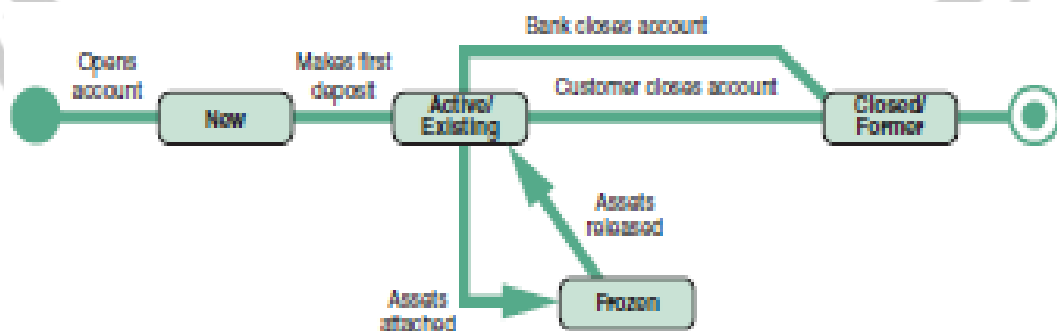 Bank closes account
Opens
account
Makes first
deposit
Customer closes account
New
Active/
Existing
Closed/
Former
Assets
released
Assets
attached
Frozen